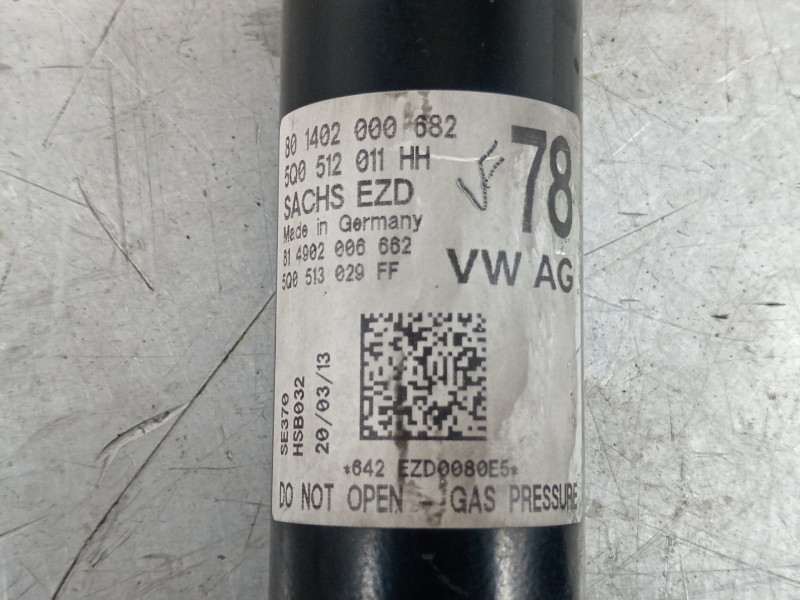 80 1402 000 682
5Q0 512 011 HH
SACHS EZD
Made in Germany
81 4902 006 662
5Q0 513 029 FF
78
VW AG
SE370
HSB032
20/03/13
*642 EZD0080E5*
DO NOT OPEN GAS PRESSURE